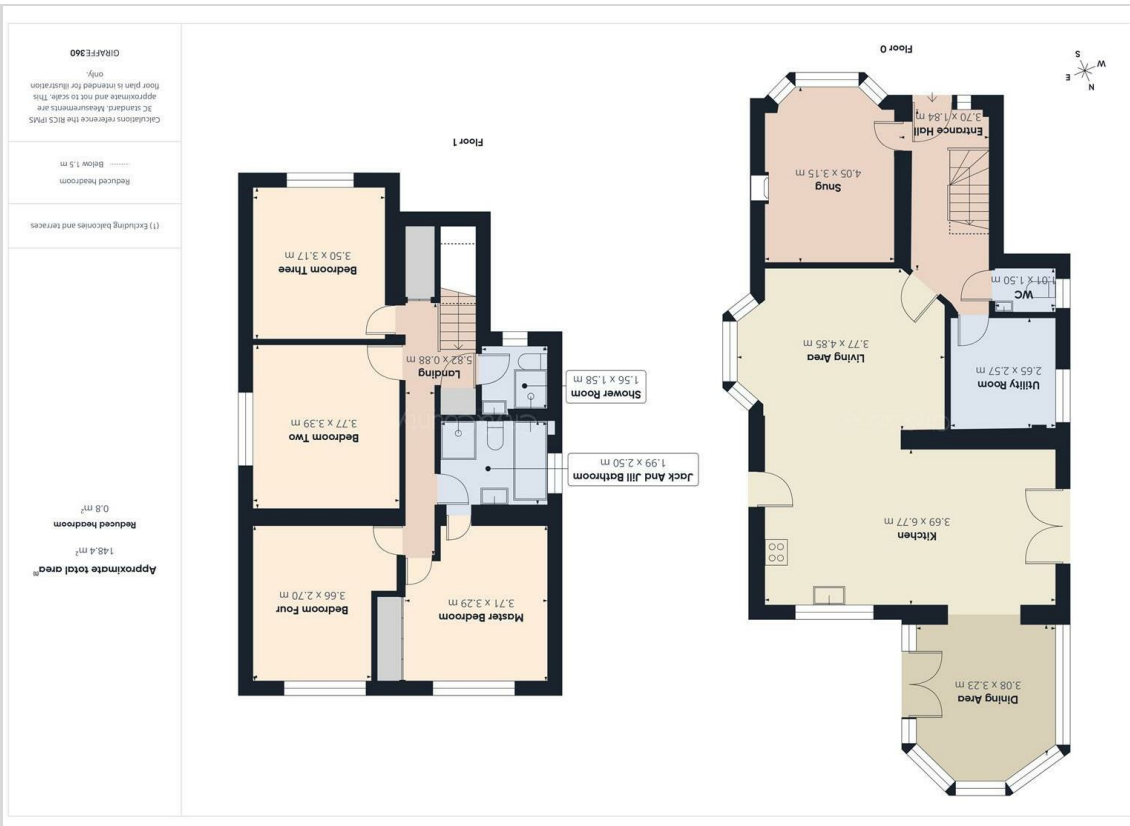 Dining Area
3.08 x 3.23 m
Kitchen
3.69 x 6.77 m
Utility Room
2.65 x 2.57 m
Living Area
3.77 x 4.85 m
WC
1.01 x 1.50 m
Snug
4.05 x 3.15 m
Entrance Hall
3.70 x 1.84 m
Floor 0
N
W
E
S
Master Bedroom
3.71 x 3.29 m
Bedroom Four
3.66 x 2.70 m
Jack And Jill Bathroom
1.99 x 2.50 m
Shower Room
1.56 x 1.58 m
Bedroom Two
3.77 x 3.39 m
Landing
5.82 x 0.88 m
Bedroom Three
3.50 x 3.17 m
Floor 1
Approximate total area(1)
148.4 m²
Reduced headroom
0.8 m²
(1) Excluding balconies and terraces
Reduced headroom
Below 1.5 m
Calculations reference the RICS IPMS
3C standard. Measurements are
approximate and not to scale. This
floor plan is intended for illustration
only.
GIRAFFE360